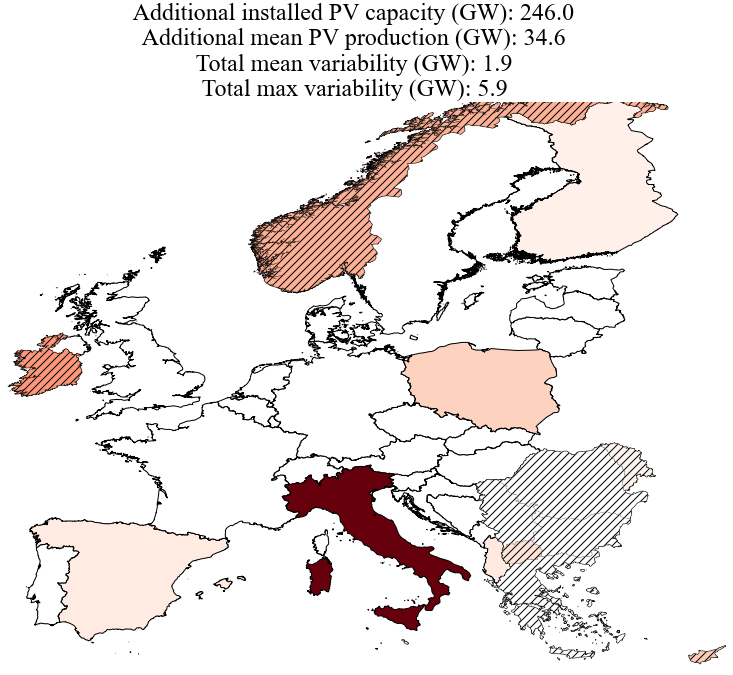 Additional installed PV capacity (GW): 246.0
Additional mean PV production (GW): 34.6
Total mean variability (GW): 1.9
Total max variability (GW): 5.9